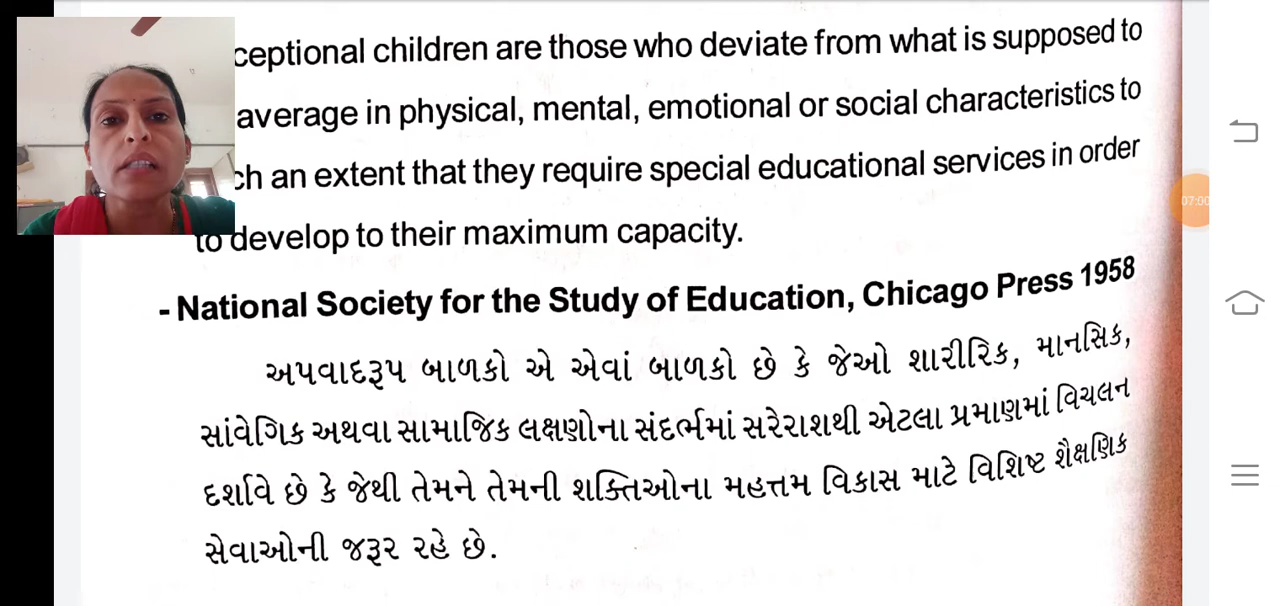 ceptional children are those who deviate from what is supposed to
average in physical, mental, emotional or social characteristics to
ch an extent that they require special educational services in order
to develop to their maximum capacity.
- National Society for the Study of Education, Chicago Press 1958
અપવાદરૂપ બાળકો એ એવાં બાળકો છે કે જેઓ શારીરિક, માનસિક,
સાંવેગિક અથવા સામાજિક લક્ષણોના સંદર્ભમાં સરેરાશથી એટલા પ્રમાણમાં વિચલન
દર્શાવે છે કે જેથી તેમને તેમની શક્તિઓના મહત્તમ વિકાસ માટે વિશિષ્ટ શૈક્ષણિક
સેવાઓની જરૂર રહે છે.
07:00